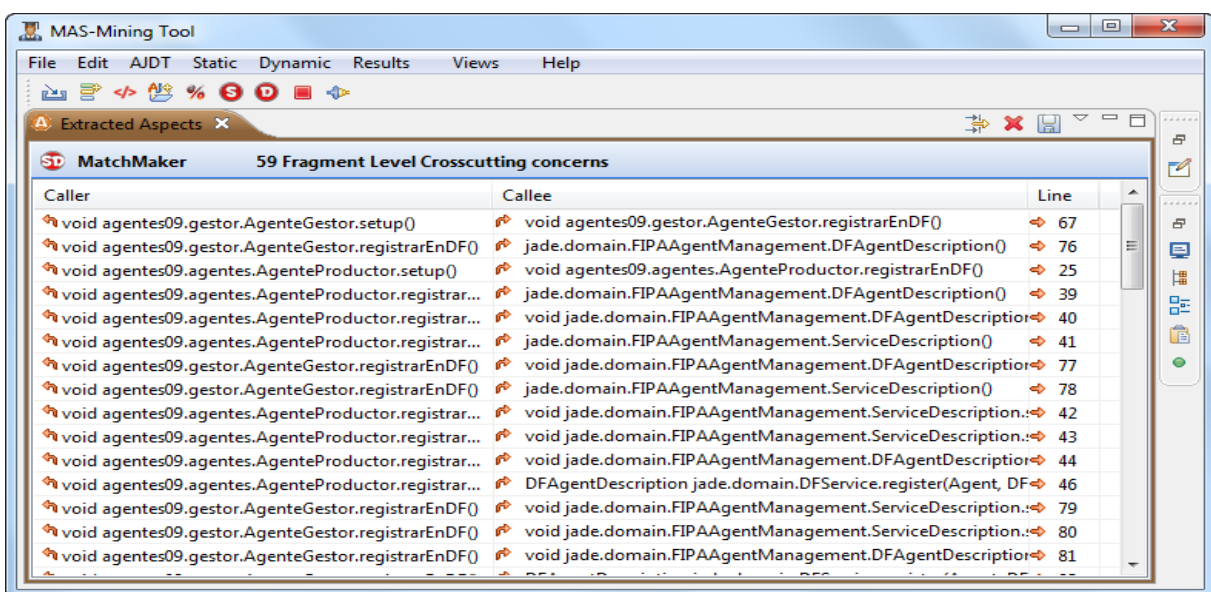 MAS-Mining Tool
File Edit AJDT Static Dynamic Results Views Help
Extracted Aspects
MatchMaker 59 Fragment Level Crosscutting concerns
Caller Callee Line
void agentes09.gestor.AgenteGestor.setup() void agentes09.gestor.AgenteGestor.registrarEnDF() 67
void agentes09.gestor.AgenteGestor.registrarEnDF() jade.domain.FIPAAgentManagement.DFAgentDescription() 76
void agentes09.agentes.AgenteProductor.setup() void agentes09.agentes.AgenteProductor.registrarEnDF() 25
void agentes09.agentes.AgenteProductor.registrar... jade.domain.FIPAAgentManagement.DFAgentDescription() 39
void agentes09.agentes.AgenteProductor.registrar... void jade.domain.FIPAAgentManagement.DFAgentDescription 40
void agentes09.agentes.AgenteProductor.registrar... jade.domain.FIPAAgentManagement.ServiceDescription() 41
void agentes09.gestor.AgenteGestor.registrarEnDF() void jade.domain.FIPAAgentManagement.DFAgentDescription 77
void agentes09.gestor.AgenteGestor.registrarEnDF() jade.domain.FIPAAgentManagement.ServiceDescription() 78
void agentes09.agentes.AgenteProductor.registrar... void jade.domain.FIPAAgentManagement.ServiceDescription.s 42
void agentes09.agentes.AgenteProductor.registrar... void jade.domain.FIPAAgentManagement.ServiceDescription.s 43
void agentes09.agentes.AgenteProductor.registrar... void jade.domain.FIPAAgentManagement.DFAgentDescription 44
void agentes09.agentes.AgenteProductor.registrar... DFAgentDescription jade.domain.DFService.register(Agent, DF 46
void agentes09.gestor.AgenteGestor.registrarEnDF() void jade.domain.FIPAAgentManagement.ServiceDescription.s 79
void agentes09.gestor.AgenteGestor.registrarEnDF() void jade.domain.FIPAAgentManagement.ServiceDescription.s 80
void agentes09.gestor.AgenteGestor.registrarEnDF() void jade.domain.FIPAAgentManagement.DFAgentDescription 81